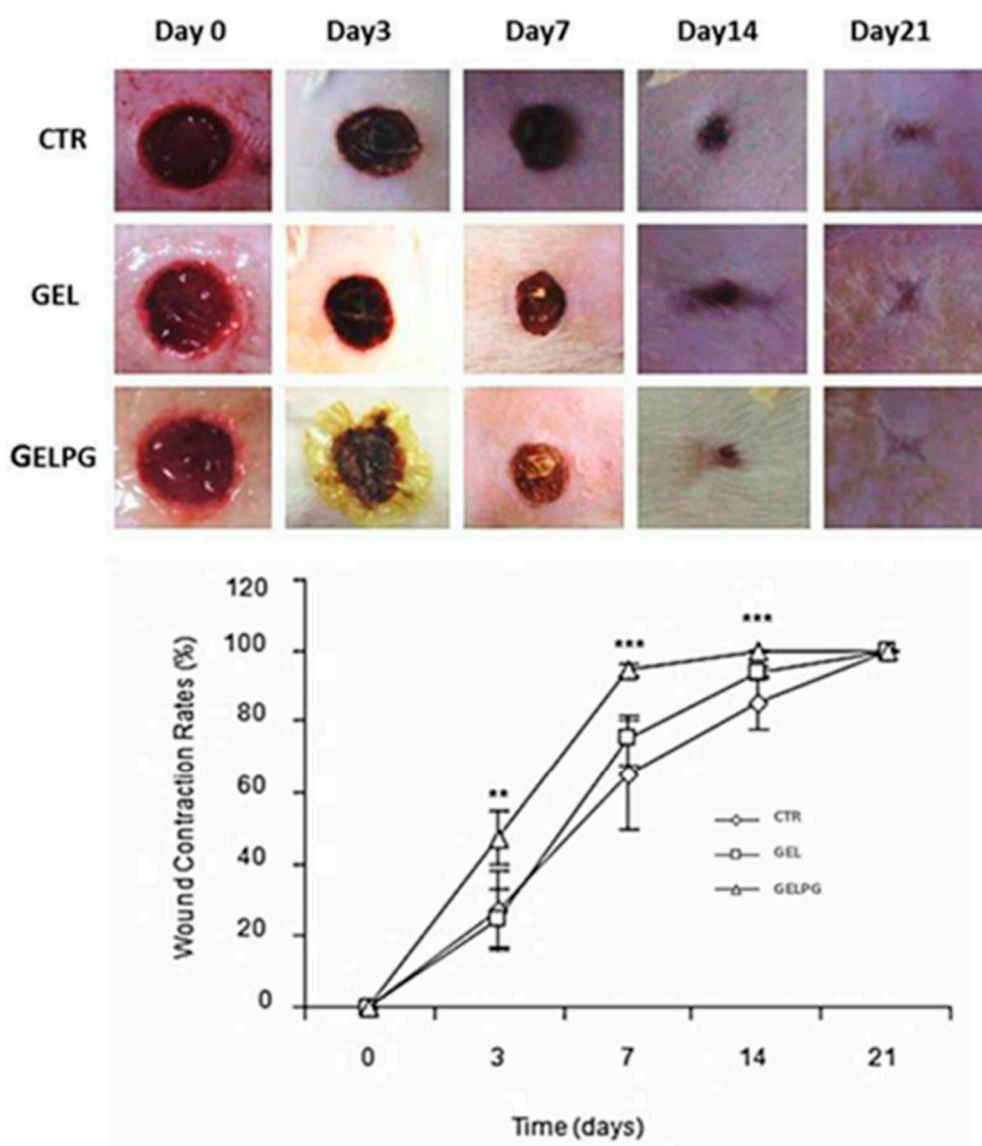 Day 0 Day3 Day7 Day14 Day21
CTR
GEL
GELPG
120
100
80
60
40
20
0
Wound Contraction Rates (%)
**
***
***
CTR
GEL
GELPG
0 3 7 14 21
Time (days)